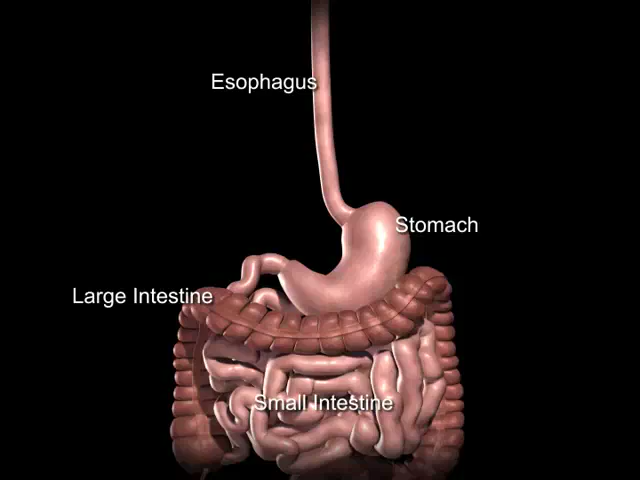 Esophagus
Stomach
Large Intestine
Small Intestine